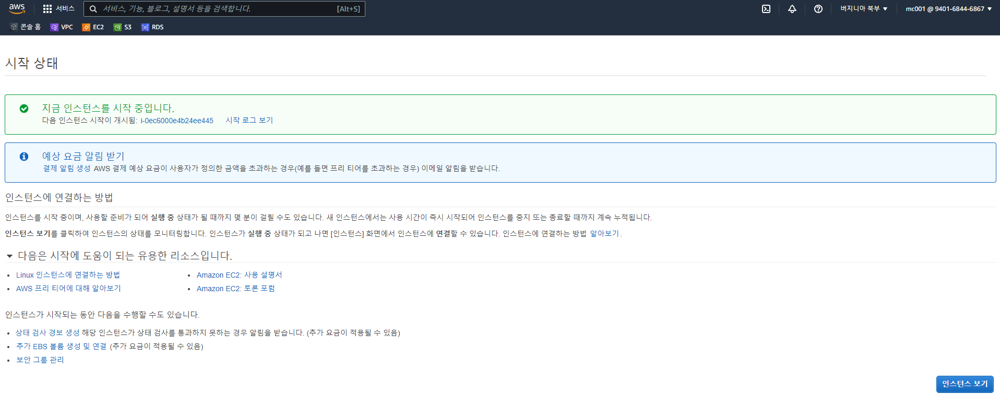 aws 서비스 서비스, 기능, 블로그, 설명서 등을 검색합니다. [Alt+S] 버지니아 북부 ▼ mc001 @ 9401-6844-6867 ▼
콘솔 홈 VPC EC2 S3 RDS
시작 상태
지금 인스턴스를 시작 중입니다.
다음 인스턴스 시작이 개시됨: i-0ec6000e4b24ee445 시작 로그 보기
예상 요금 알림 받기
결제 알림 생성 AWS 결제 예상 요금이 사용자가 정의한 금액을 초과하는 경우(예를 들면 프리 티어를 초과하는 경우) 이메일 알림을 받습니다.
인스턴스에 연결하는 방법
인스턴스를 시작 중이며, 사용할 준비가 되어 실행 중 상태가 될 때까지 몇 분이 걸릴 수도 있습니다. 새 인스턴스에서는 사용 시간이 즉시 시작되어 인스턴스를 중지 또는 종료할 때까지 계속 누적됩니다.
인스턴스 보기를 클릭하여 인스턴스의 상태를 모니터링합니다. 인스턴스가 실행 중 상태가 되고 나면 [인스턴스] 화면에서 인스턴스에 연결할 수 있습니다. 인스턴스에 연결하는 방법 알아보기.
다음은 시작에 도움이 되는 유용한 리소스입니다.
• Linux 인스턴스에 연결하는 방법 • Amazon EC2: 사용 설명서
• AWS 프리 티어에 대해 알아보기 • Amazon EC2: 토론 포럼
인스턴스가 시작되는 동안 다음을 수행할 수도 있습니다.
• 상태 검사 경보 생성 해당 인스턴스가 상태 검사를 통과하지 못하는 경우 알림을 받습니다. (추가 요금이 적용될 수 있음)
• 추가 EBS 볼륨 생성 및 연결 (추가 요금이 적용될 수 있음)
• 보안 그룹 관리
인스턴스 보기